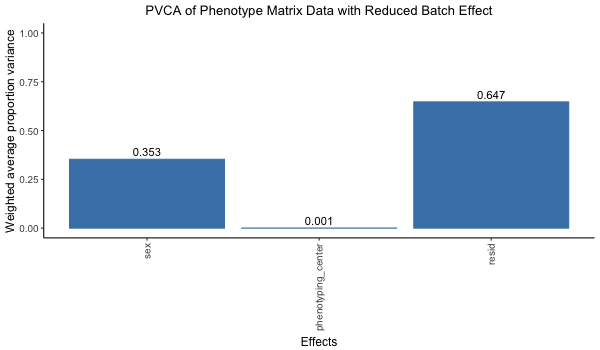 PVCA of Phenotype Matrix Data with Reduced Batch Effect
Weighted average proportion variance
1.00
0.75
0.50
0.25
0.00
0.353
0.001
0.647
sex
phenotyping_center
resid
Effects